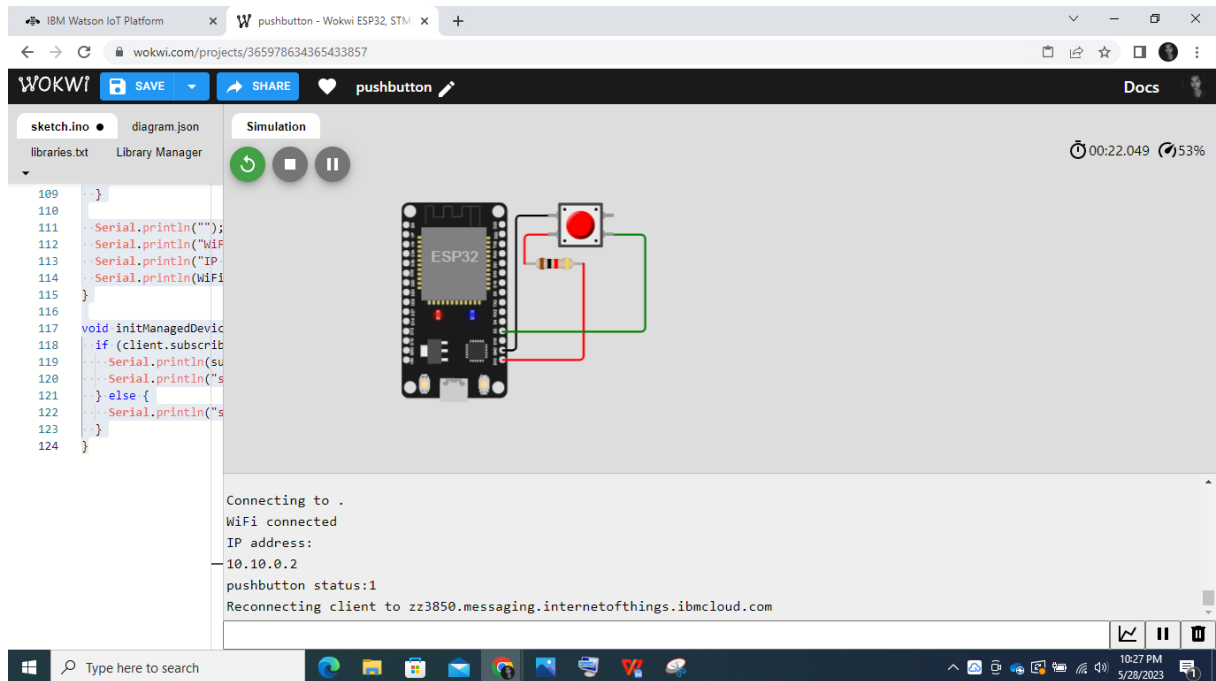 IBM Watson IoT Platform
pushbutton - Wokwi ESP32, STM
wokwi.com/projects/365978634365433857
WOKWI
SAVE
SHARE
pushbutton
Docs
sketch.ino
diagram.json
Simulation
libraries.txt
Library Manager
00:22.049
53%
109 }
110
111 Serial.println("");
112 Serial.println("WiF
113 Serial.println("IP
114 Serial.println(WiFi
115 }
116
117 void initManagedDevic
118 if (client.subscrib
119 Serial.println(su
120 Serial.println("s
121 } else {
122 Serial.println("s
123 }
124 }
ESP32
Connecting to .
WiFi connected
IP address:
10.10.0.2
pushbutton status:1
Reconnecting client to zz3850.messaging.internetofthings.ibmcloud.com
Type here to search
10:27 PM
5/28/2023
1